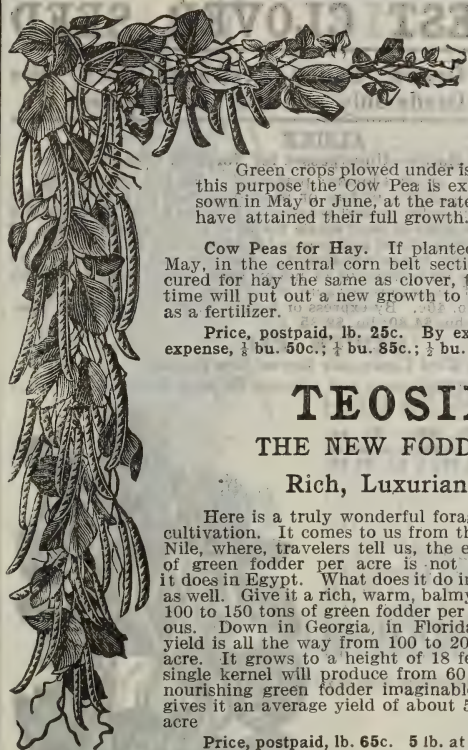 Green crops plowed under is
this purpose the Cow Pea is ex
sown in May or June, at the rate
have attained their full growth.
Cow Peas for Hay. If planted
May, in the central corn belt secti
cured for hay the same as clover, t
time will put out a new growth to
as a fertilizer.
Price, postpaid, lb. 25c. By ex
expense, ⅛ bu. 50c.; ¼ bu. 85c.; ½ bu.
TEOSI
THE NEW FODD
Rich, Luxurian
Here is a truly wonderful fora
cultivation. It comes to us from th
Nile, where, travelers tell us, the e
of green fodder per acre is not
it does in Egypt. What does it do in
as well. Give it a rich, warm, balmy
100 to 150 tons of green fodder per
ous. Down in Georgia, in Florida
yield is all the way from 100 to 20
acre. It grows to a height of 18 fe
single kernel will produce from 60
nourishing green fodder imaginabl
gives it an average yield of about 5
acre
Price, postpaid, lb. 65c. 5 lb. at